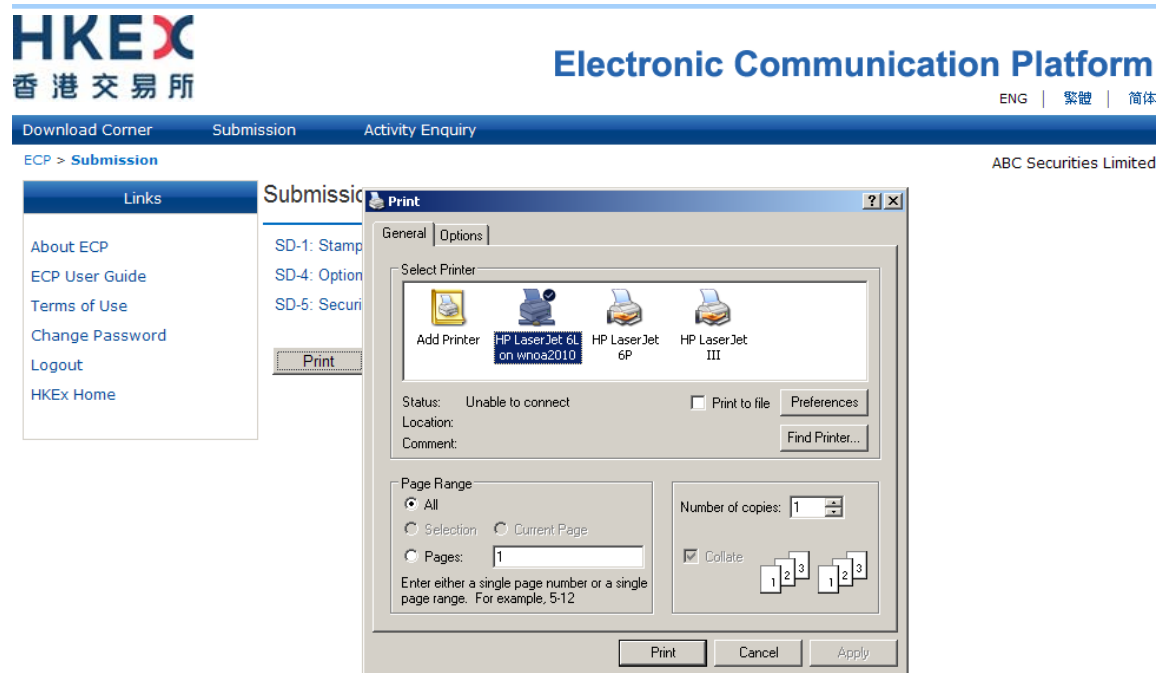 HKEX
香港交易所
Electronic Communication Platform
ENG | 繁體 | 简体
Download Corner Submission Activity Enquiry
ECP > Submission
ABC Securities Limited
Links
About ECP
ECP User Guide
Terms of Use
Change Password
Logout
HKEx Home
SD-1: Stamp
SD-4: Option
SD-5: Securi
Print
Print
General Options
Select Printer
Add Printer
HP LaserJet 6L
on wnoa2010
HP LaserJet
6P
HP LaserJet
III
Status: Unable to connect
Print to file Preferences
Location:
Comment:
Find Printer...
Page Range
All
Selection Current Page
Pages: 1
Enter either a single page number or a single
page range. For example, 5-12
Number of copies: 1
Collate
1 2 3 1 2 3
Print Cancel Apply